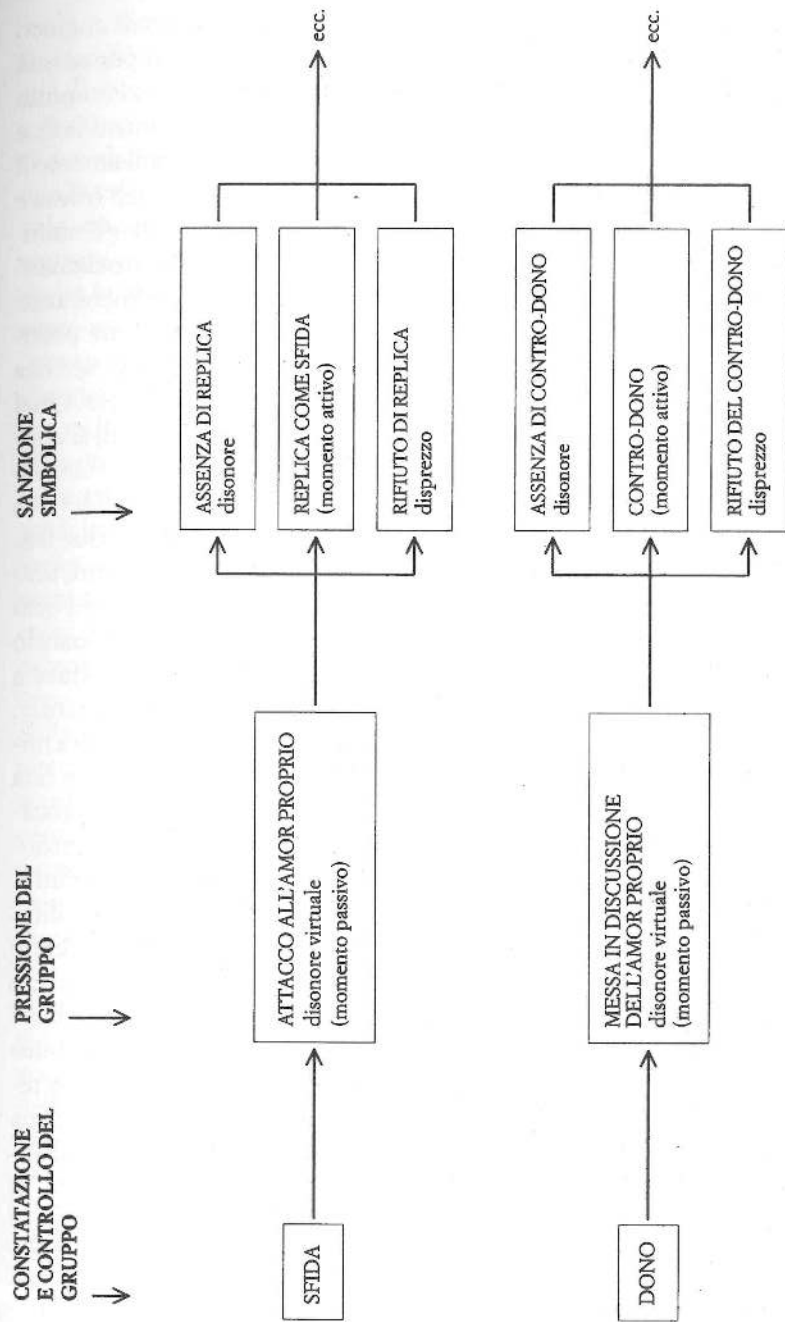 CONSTATAZIONE
E CONTROLLO DEL
GRUPPO
PRESSIONE DEL
GRUPPO
SANZIONE
SIMBOLICA
SFIDA
ATTACCO ALL'AMOR PROPRIO
disonore virtuale
(momento passivo)
ASSENZA DI REPLICA
disonore
REPLICA COME SFIDA
(momento attivo)
RIFIUTO DI REPLICA
disprezzo
ecc.
DONO
MESSA IN DISCUSSIONE
DELL'AMOR PROPRIO
disonore virtuale
(momento passivo)
ASSENZA DI CONTRO-DONO
disonore
CONTRO-DONO
(momento attivo)
RIFIUTO DEL CONTRO-DONO
disprezzo
ecc.